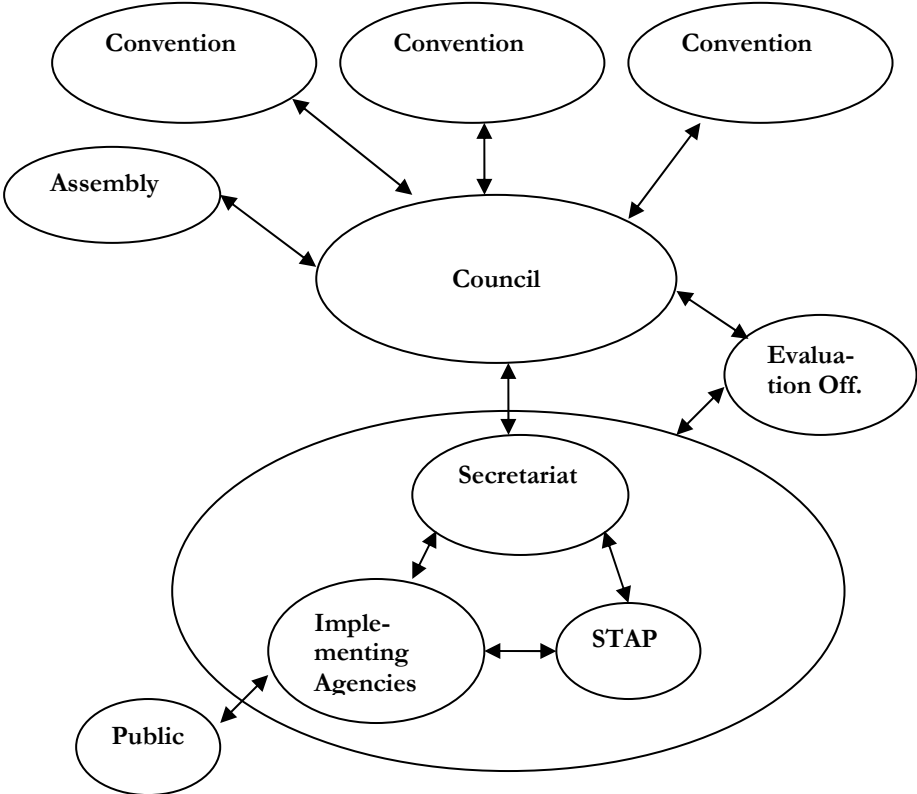 Convention
Convention
Convention
Assembly
Council
Evalua-
tion Off.
Secretariat
Imple-
menting
Agencies
STAP
Public